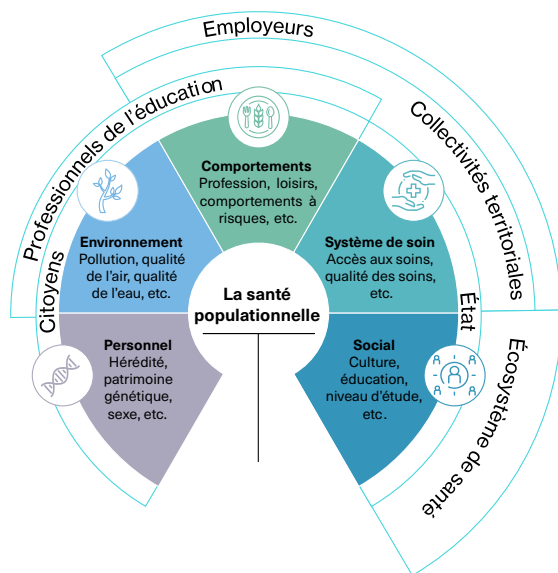 Employeurs
Professionnels de l’éducation
Collectivités territoriales
Citoyens
État
Écosystème de santé
Comportements
Profession, loisirs,
comportements à
risques, etc.
Environnement
Pollution, qualité
de l’air, qualité
de l’eau, etc.
Système de soin
Accès aux soins,
qualité des soins,
etc.
La santé
populationnelle
Personnel
Hérédité,
patrimoine
génétique,
sexe, etc.
Social
Culture,
éducation,
niveau d’étude,
etc.